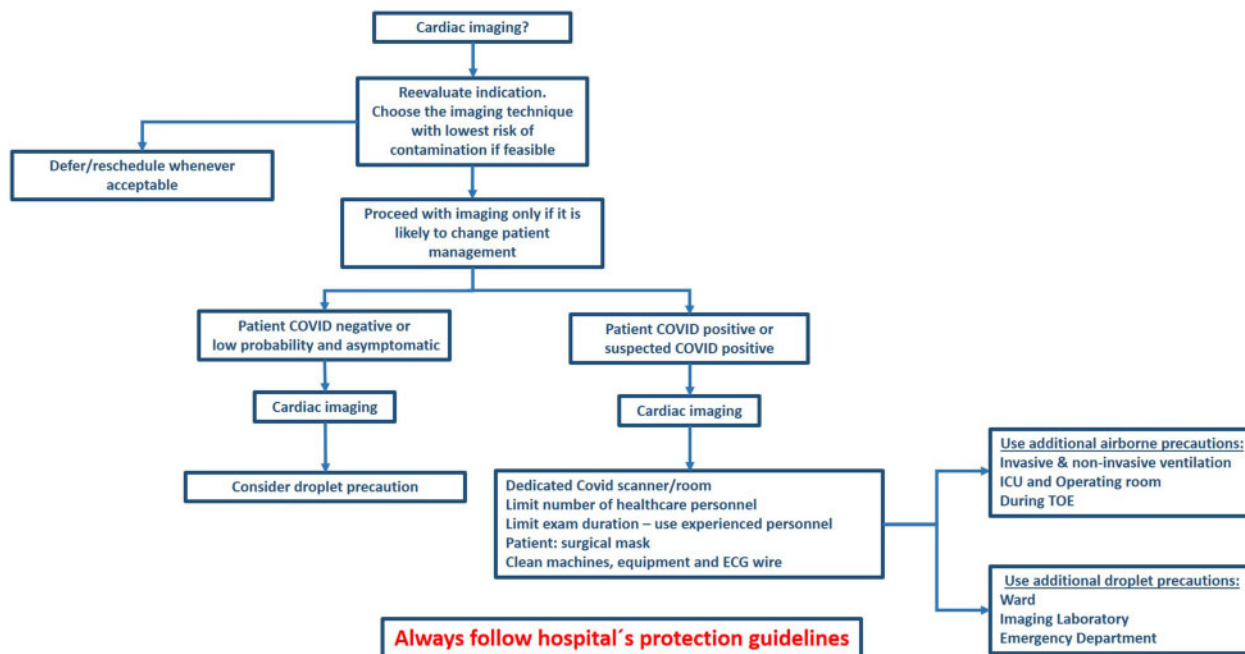 Cardiac imaging?
Reevaluate indication.
Choose the imaging technique
with lowest risk of
contamination if feasible
Defer/reschedule whenever
acceptable
Proceed with imaging only if it is
likely to change patient
management
Patient COVID negative or
low probability and asymptomatic
Patient COVID positive or
suspected COVID positive
Cardiac imaging
Cardiac imaging
Consider droplet precaution
Dedicated Covid scanner/room
Limit number of healthcare personnel
Limit exam duration – use experienced personnel
Patient: surgical mask
Clean machines, equipment and ECG wire
Use additional airborne precautions:
Invasive & non-invasive ventilation
ICU and Operating room
During TOE
Use additional droplet precautions:
Ward
Imaging Laboratory
Emergency Department
Always follow hospital´s protection guidelines